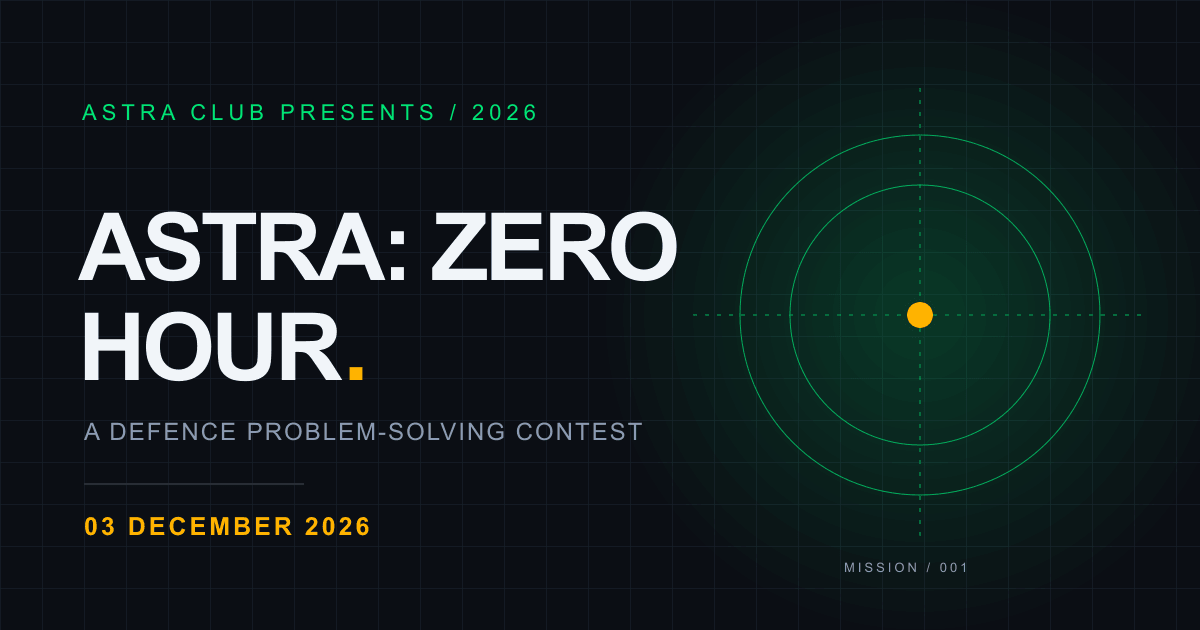 ASTRA CLUB PRESENTS / 2026
ASTRA: ZERO
HOUR.
A DEFENCE PROBLEM-SOLVING CONTEST
03 DECEMBER 2026
MISSION / 001